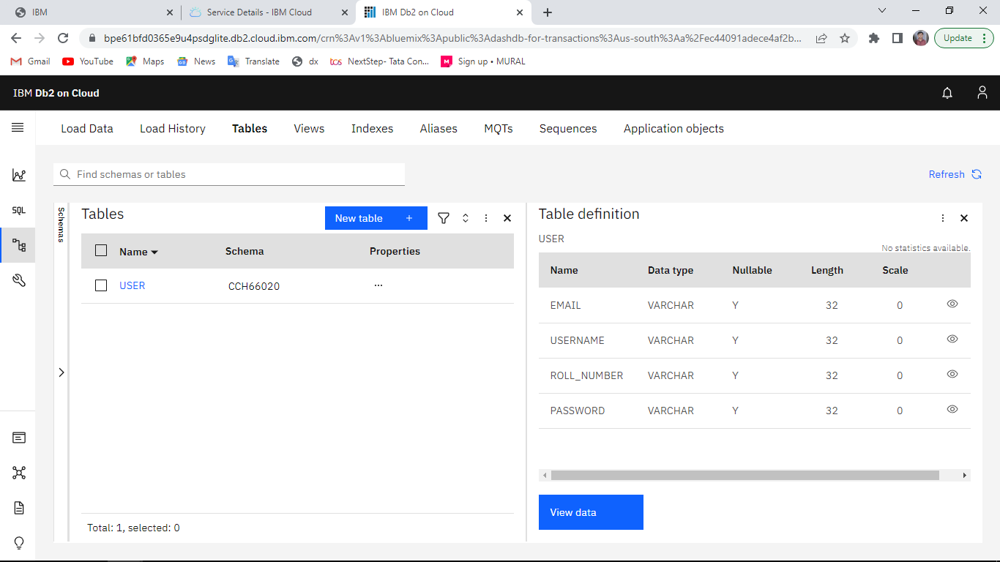 IBM
Service Details - IBM Cloud
IBM Db2 on Cloud
bpe61bfd0365e9u4psdglite.db2.cloud.ibm.com/crn%3Av1%3Abluemix%3Apublic%3Adashdb-for-transactions%3Aus-south%3Aa%2Fec44091adece4af2b...
Update
Gmail YouTube Maps News Translate dx tcs NextStep- Tata Con... M Sign up • MURAL
IBM Db2 on Cloud
Load Data Load History Tables Views Indexes Aliases MQTs Sequences Application objects
SQL
Find schemas or tables
Refresh
Schemas
Tables
New table +
Name Schema Properties
USER CCH66020 ...
Total: 1, selected: 0
Table definition
USER
No statistics available.
Name Data type Nullable Length Scale
EMAIL VARCHAR Y 32 0
USERNAME VARCHAR Y 32 0
ROLL_NUMBER VARCHAR Y 32 0
PASSWORD VARCHAR Y 32 0
View data